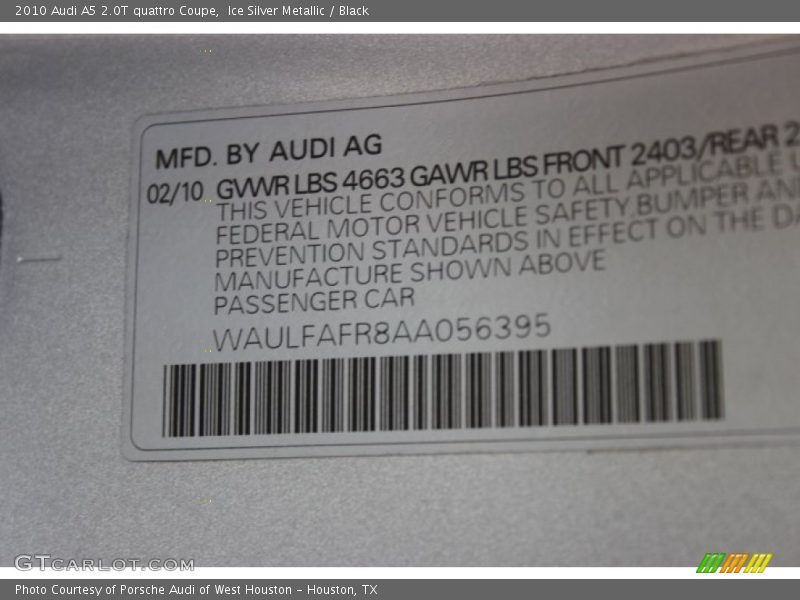 2010 Audi A5 2.0T quattro Coupe,  Ice Silver Metallic / Black
MFD. BY AUDI AG
02/10 GVWR LBS 4663 GAWR LBS FRONT 2403/REAR 2
THIS VEHICLE CONFORMS TO ALL APPLICABLE
FEDERAL MOTOR VEHICLE SAFETY, BUMPER AN
PREVENTION STANDARDS IN EFFECT ON THE DA
MANUFACTURE SHOWN ABOVE
PASSENGER CAR
WAULFAFR8AA056395
GTCARLOT.COM
Photo Courtesy of Porsche Audi of West Houston - Houston, TX